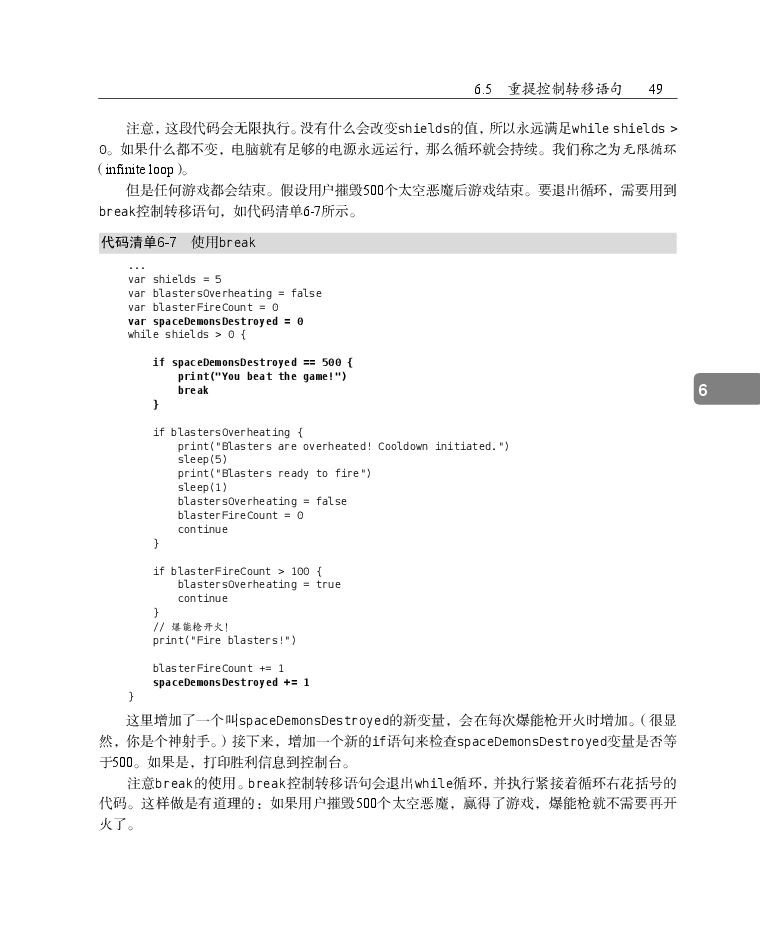 6.5 重提控制转移语句 49
注意，这段代码会无限执行。没有什么会改变shields的值，所以永远满足while shields >
0。如果什么都不变，电脑就有足够的电源永远运行，那么循环就会持续。我们称之为无限循环
（infinite loop）。
但是任何游戏都会结束。假设用户摧毁500个太空恶魔后游戏结束。要退出循环，需要用到
break控制转移语句，如代码清单6-7所示。
代码清单6-7 使用break
...
var shields = 5
var blastersOverheating = false
var blasterFireCount = 0
var spaceDemonsDestroyed = 0
while shields > 0 {
if spaceDemonsDestroyed == 500 {
print("You beat the game!")
break
}
if blastersOverheating {
print("Blasters are overheated! Cooldown initiated.")
sleep(5)
print("Blasters ready to fire")
sleep(1)
blastersOverheating = false
blasterFireCount = 0
continue
}
6
if blasterFireCount > 100 {
blastersOverheating = true
continue
}
// 爆能枪开火！
print("Fire blasters!")
blasterFireCount += 1
spaceDemonsDestroyed += 1
}
这里增加了一个叫spaceDemonsDestroyed的新变量，会在每次爆能枪开火时增加。（很显
然，你是个神射手。）接下来，增加一个新的if语句来检查spaceDemonsDestroyed变量是否等
于500。如果是，打印胜利信息到控制台。
注意break的使用。break控制转移语句会退出while循环，并执行紧接着循环右花括号的
代码。这样做是有道理的：如果用户摧毁500个太空恶魔，赢得了游戏，爆能枪就不需要再开
火了。